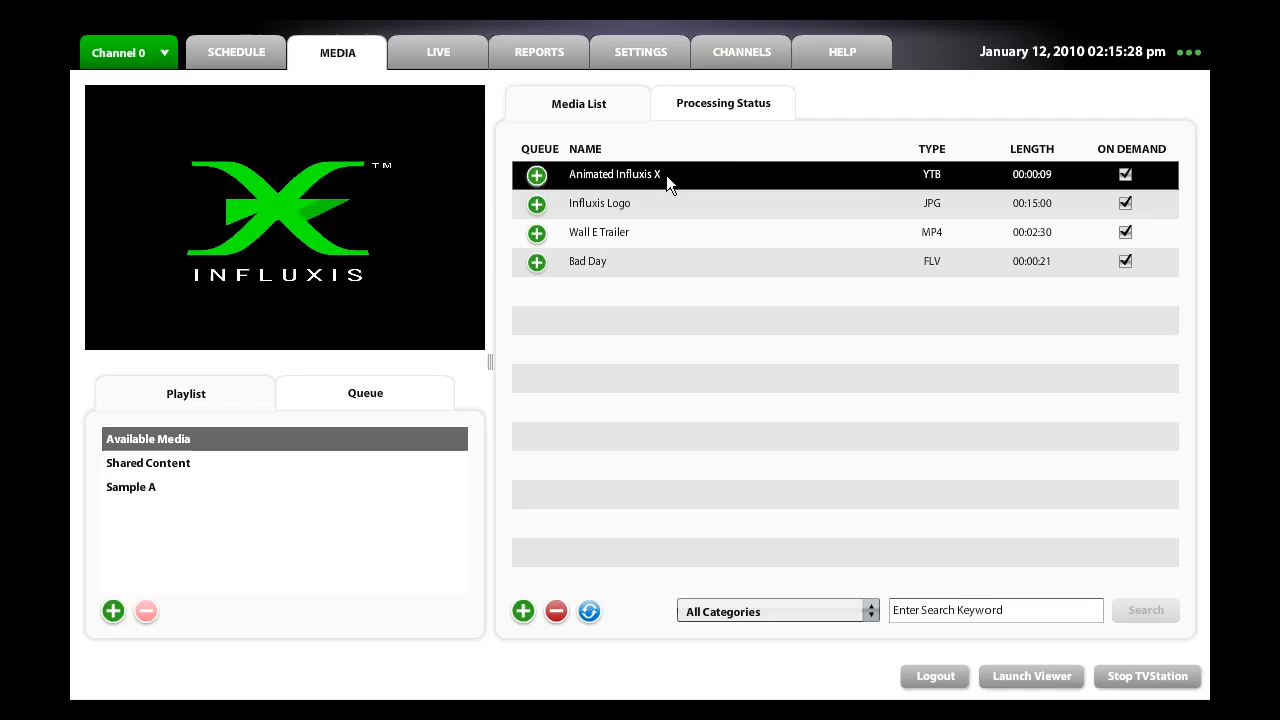 Channel 0 SCHEDULE MEDIA LIVE REPORTS SETTINGS CHANNELS HELP January 12, 2010 02:15:28 pm
TM
INFLUXIS
Media List Processing Status
QUEUE NAME TYPE LENGTH ON DEMAND
Animated Influxis X YTB 00:00:09
Influxis Logo JPG 00:15:00
Wall E Trailer MP4 00:02:30
Bad Day FLV 00:00:21
Playlist Queue
Available Media
Shared Content
Sample A
All Categories Enter Search Keyword Search
Logout Launch Viewer Stop TVStation